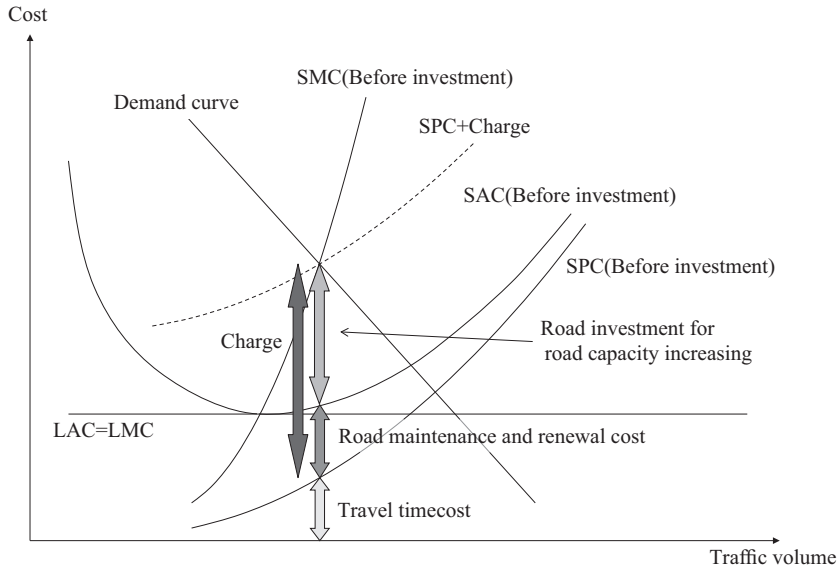 Cost
SMC(Before investment)
Demand curve
SPC+Charge
SAC(Before investment)
SPC(Before investment)
Road investment for
road capacity increasing
Charge
LAC=LMC
Road maintenance and renewal cost
Travel timecost
Traffic volume